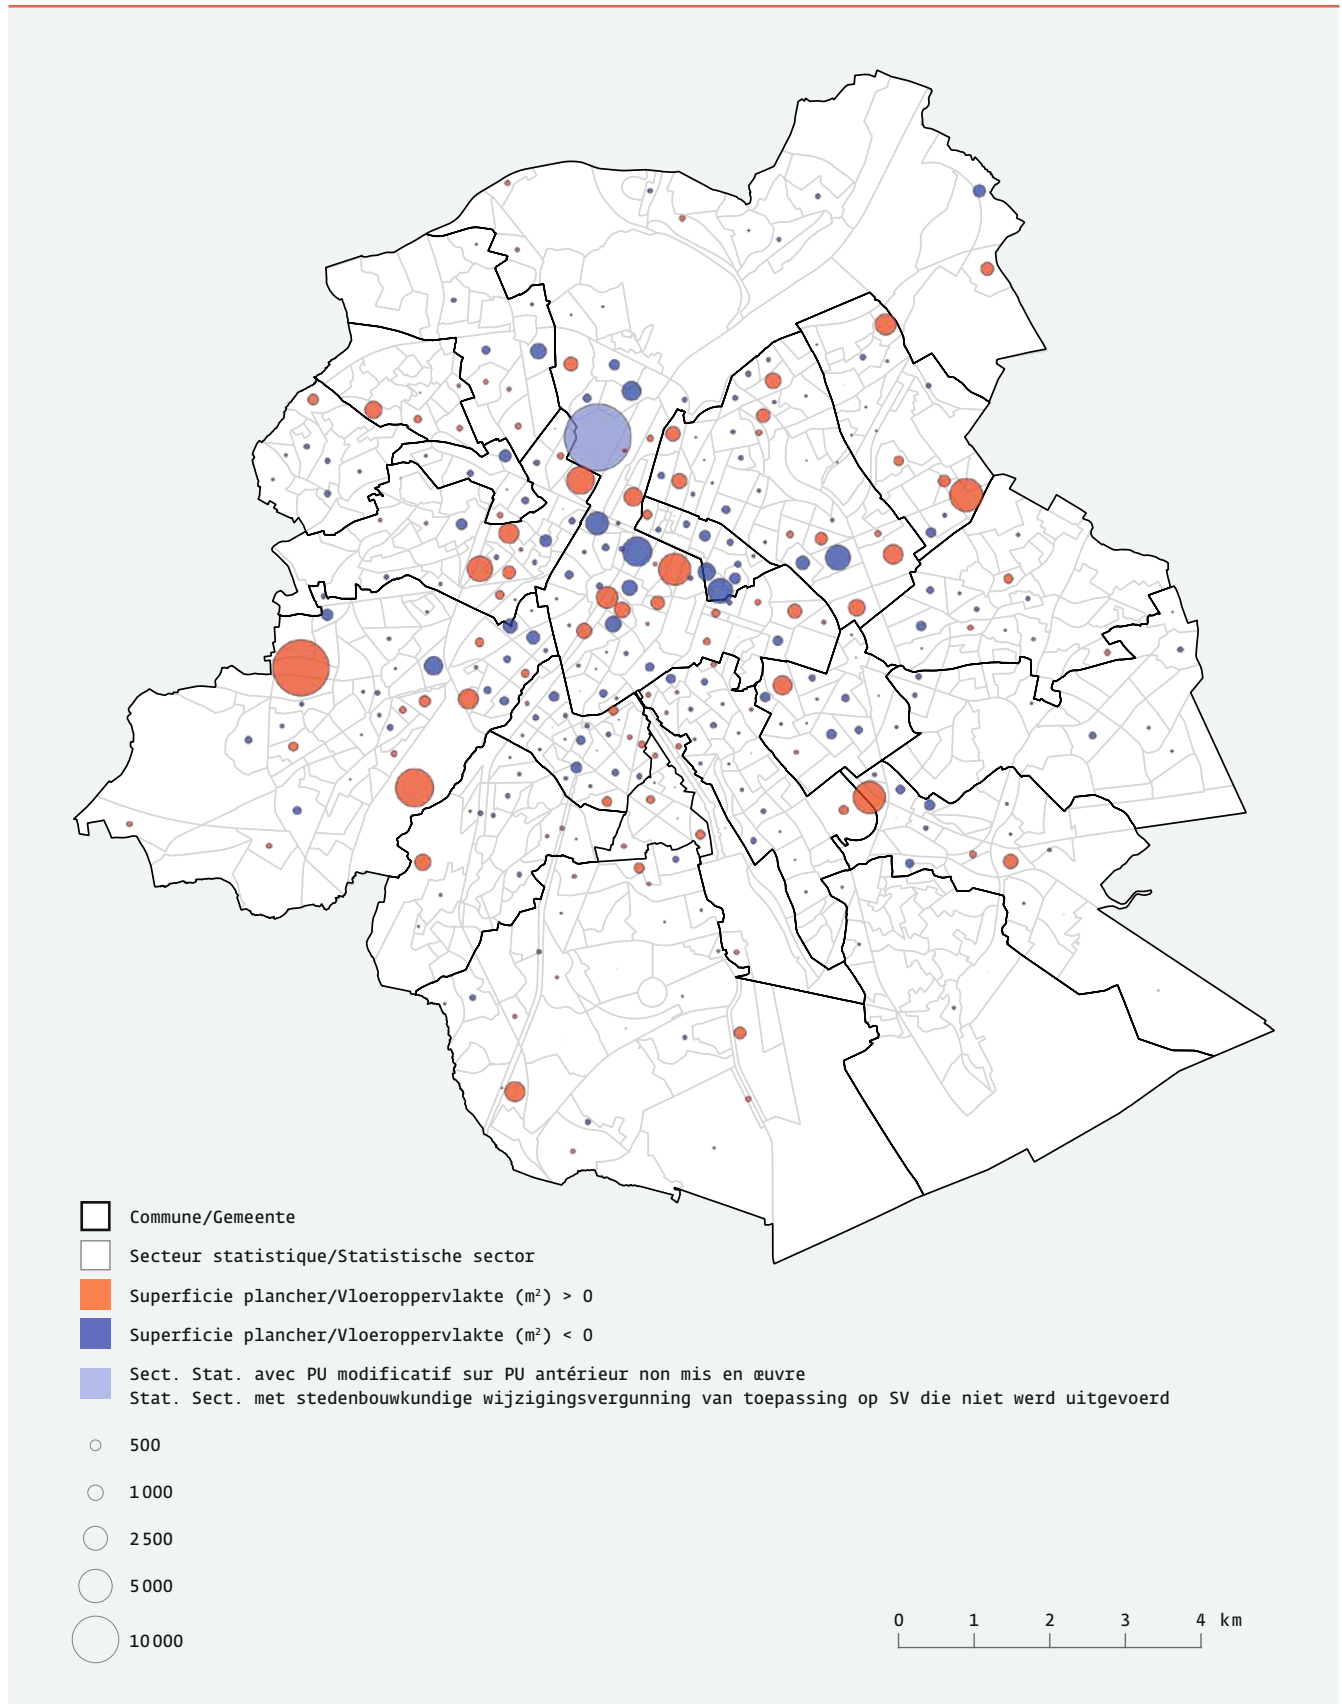 Commune/Gemeente
Secteur statistique/Statistische sector
Superficie plancher/Vloeroppervlakte (m²) > 0
Superficie plancher/Vloeroppervlakte (m²) < 0
Sect. Stat. avec PU modificatif sur PU antérieur non mis en œuvre
Stat. Sect. met stedenbouwkundige wijzigingsvergunning van toepassing op SV die niet werd uitgevoerd
500
1 000
2 500
5 000
10 000
0 1 2 3 4 km